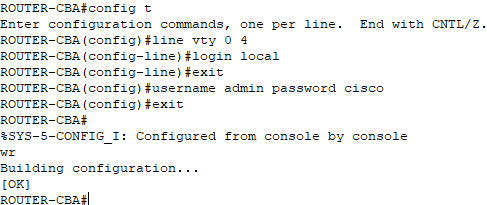 ROUTER-CBA#config t
Enter configuration commands, one per line.  End with CNTL/Z.
ROUTER-CBA(config)#line vty 0 4
ROUTER-CBA(config-line)#login local
ROUTER-CBA(config-line)#exit
ROUTER-CBA(config)#username admin password cisco
ROUTER-CBA(config)#exit
ROUTER-CBA#
%SYS-5-CONFIG_I: Configured from console by console
wr
Building configuration...
[OK]
ROUTER-CBA#